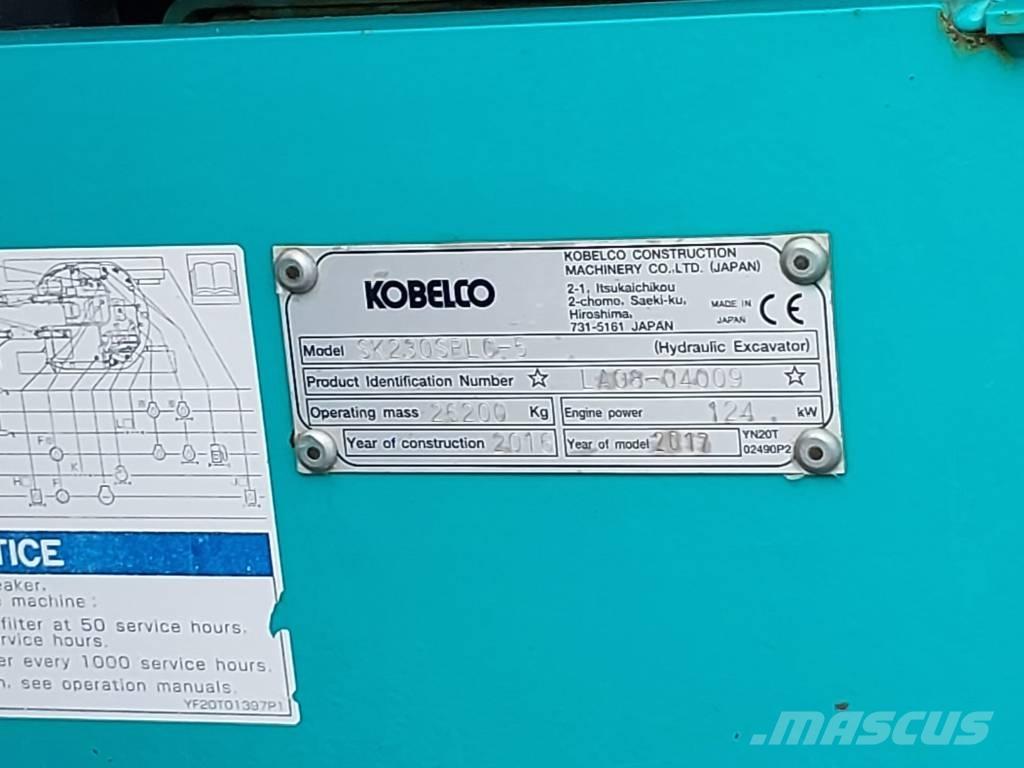 KOBELCO
KOBELCO CONSTRUCTION
MACHINERY CO.,LTD. (JAPAN)
2-1, Itsukaichikou
2-chome, Saeki-ku,
Hiroshima,
731-5161 JAPAN
MADE IN
JAPAN
CE
Model SK230SRLC-5 (Hydraulic Excavator)
Product Identification Number ☆ LA08-04009 ☆
Operating mass 26200 Kg
Engine power 124. kW
Year of construction 2016
Year of model 2017
YN20T
02490P2
TICE
eaker.
machine :
filter at 50 service hours.
rvice hours.
er every 1000 service hours.
n, see operation manuals.
YF20T01397P1
MASCUS